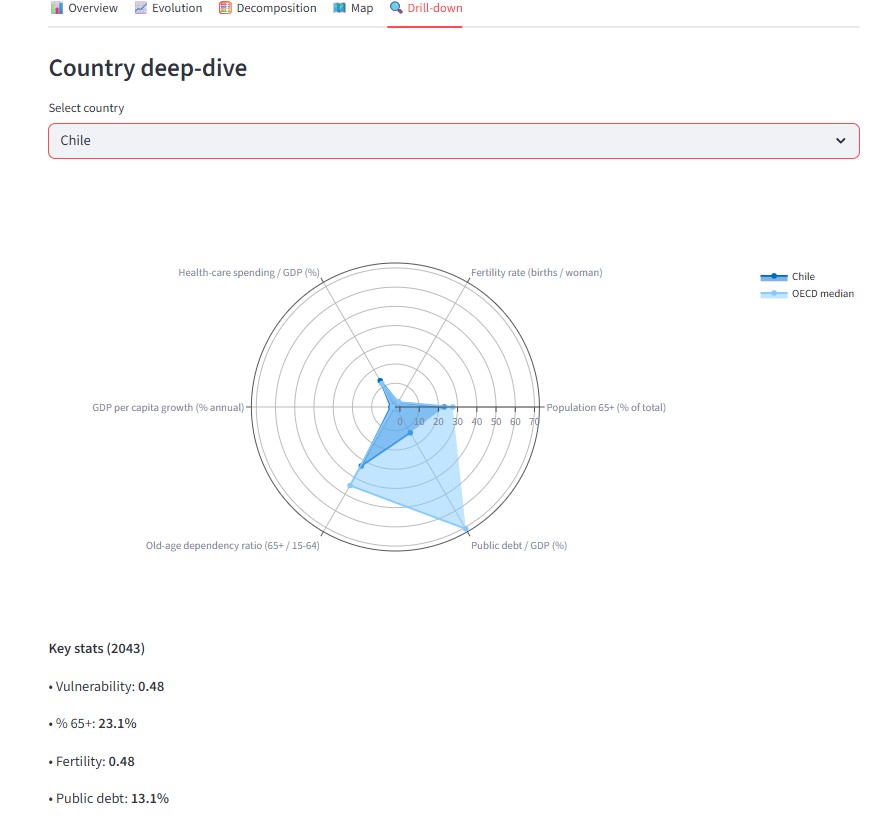 Overview Evolution Decomposition Map Drill-down
Country deep-dive
Select country
Chile
Health-care spending / GDP (%) Fertility rate (births / woman)
Chile
OECD median
GDP per capita growth (% annual) Population 65+ (% of total)
0 10 20 30 40 50 60 70
Old-age dependency ratio (65+ / 15-64) Public debt / GDP (%)
Key stats (2043)
• Vulnerability: 0.48
• % 65+: 23.1%
• Fertility: 0.48
• Public debt: 13.1%